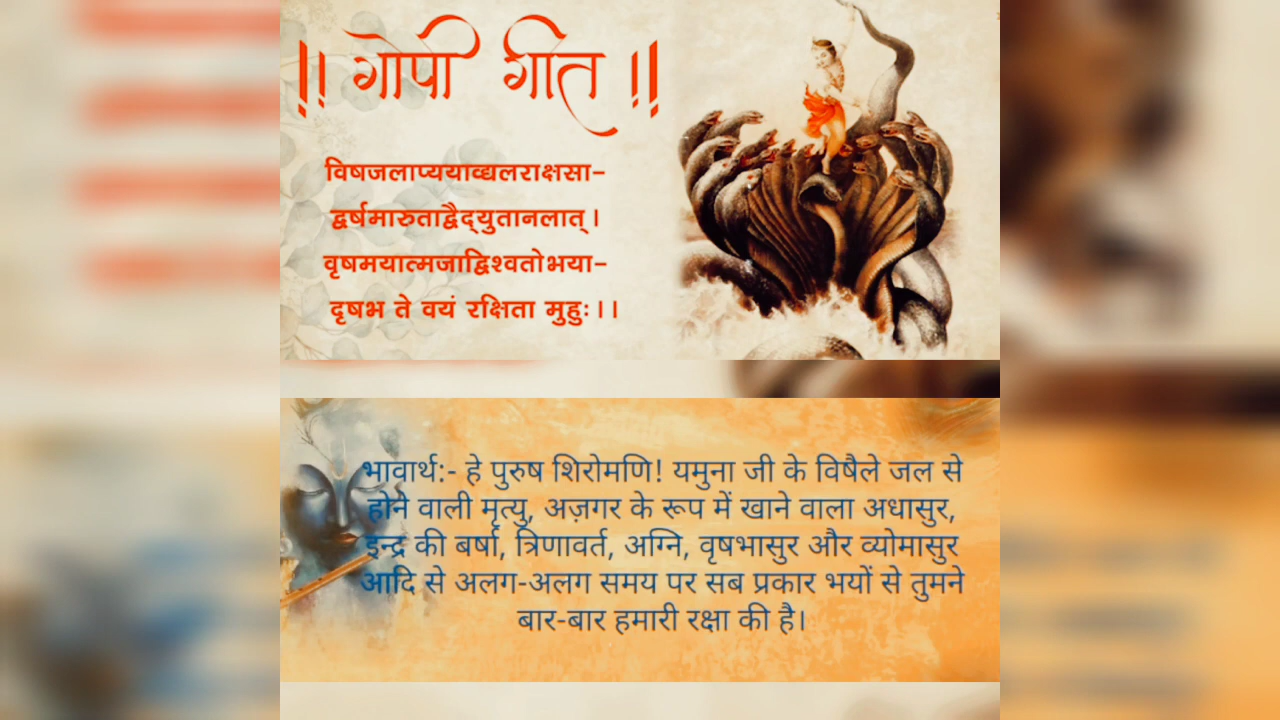 ॥ गोपी गीत ॥
विषजलाप्ययाव्द्यलराक्षसा-
द्वर्षमारुताद्वैद्युतानलात्।
वृषमयात्मजाद्विश्वतोभया-
दृषभ ते वयं रक्षिता मुहुः।।
भावार्थ:- हे पुरुष शिरोमणि! यमुना जी के विषैले जल से
होने वाली मृत्यु, अज़गर के रूप में खाने वाला अधासुर,
इन्द्र की बर्षा, त्रिणावर्त, अग्नि, वृषभासुर और व्योमासुर
आदि से अलग-अलग समय पर सब प्रकार भयों से तुमने
बार-बार हमारी रक्षा की है।